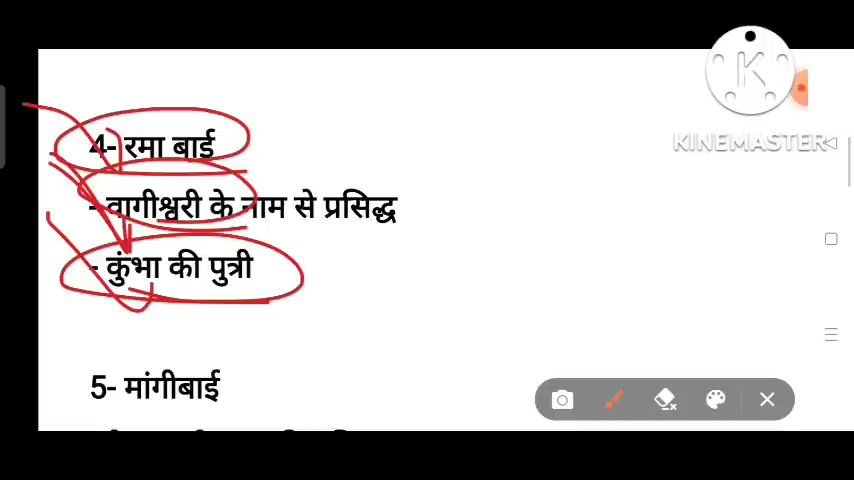 KINEMASTER
4- रमा बाई
- वागीश्वरी के नाम से प्रसिद्ध
- कुंभा की पुत्री
5- मांगीबाई